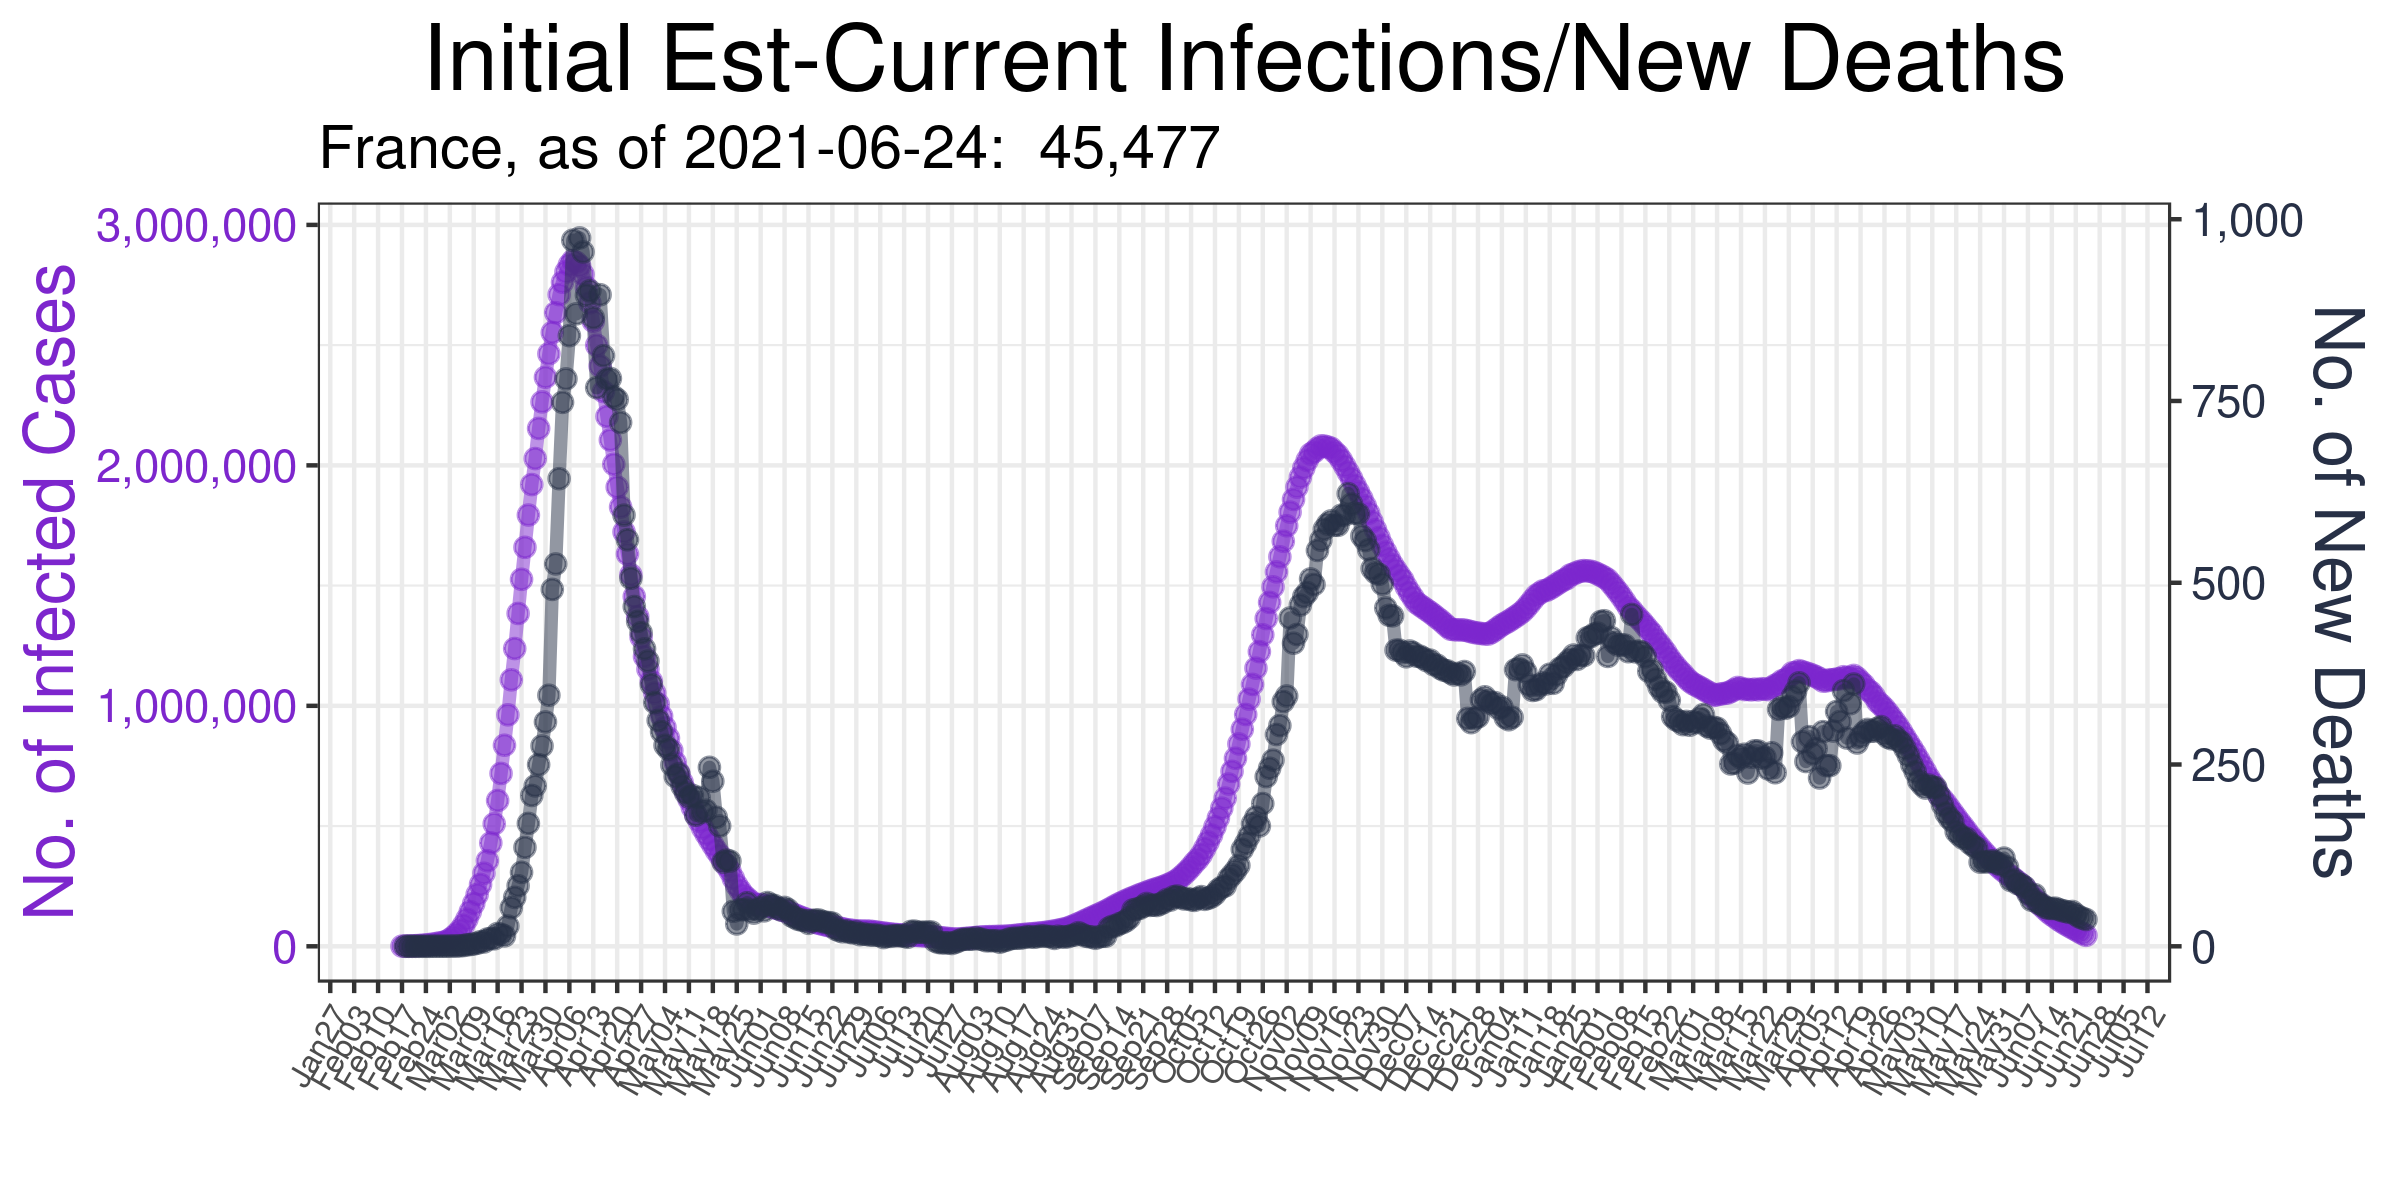 Initial Est-Current Infections/New Deaths
France, as of 2021-06-24: 45,477
No. of Infected Cases
3,000,000
2,000,000
1,000,000
0
1,000
750
500
250
0
No. of New Deaths
Jan27
Feb03
Feb10
Feb17
Feb24
Mar02
Mar09
Mar16
Mar23
Mar30
Apr06
Apr13
Apr20
Apr27
May04
May11
May18
May25
Jun01
Jun08
Jun15
Jun22
Jun29
Jul06
Jul13
Jul20
Jul27
Aug03
Aug10
Aug17
Aug24
Aug31
Sep07
Sep14
Sep21
Sep28
Oct05
Oct12
Oct19
Oct26
Nov02
Nov09
Nov16
Nov23
Nov30
Dec07
Dec14
Dec21
Dec28
Jan04
Jan11
Jan18
Jan25
Feb01
Feb08
Feb15
Feb22
Mar01
Mar08
Mar15
Mar22
Mar29
Apr05
Apr12
Apr19
Apr26
May03
May10
May17
May24
May31
Jun07
Jun14
Jun21
Jun28
Jul05
Jul12